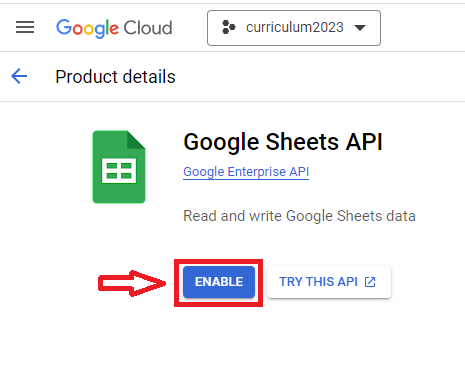 Google Cloud curriculum2023
Product details
Google Sheets API
Google Enterprise API
Read and write Google Sheets data
ENABLE TRY THIS API